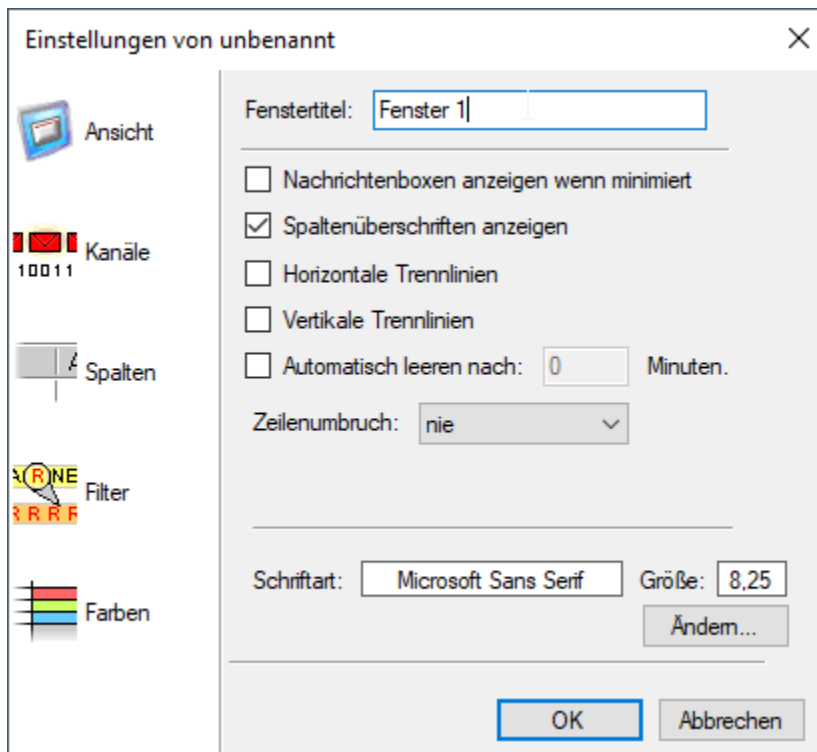 Einstellungen von unbenannt
Ansicht
Kanäle
10011
Spalten
A(R)NE
R R R R
Filter
Farben
Fenstertitel: Fenster 1
Nachrichtenboxen anzeigen wenn minimiert
Spaltenüberschriften anzeigen
Horizontale Trennlinien
Vertikale Trennlinien
Automatisch leeren nach: 0 Minuten.
Zeilenumbruch: nie
Schriftart: Microsoft Sans Serif Größe: 8,25
Ändern...
OK Abbrechen